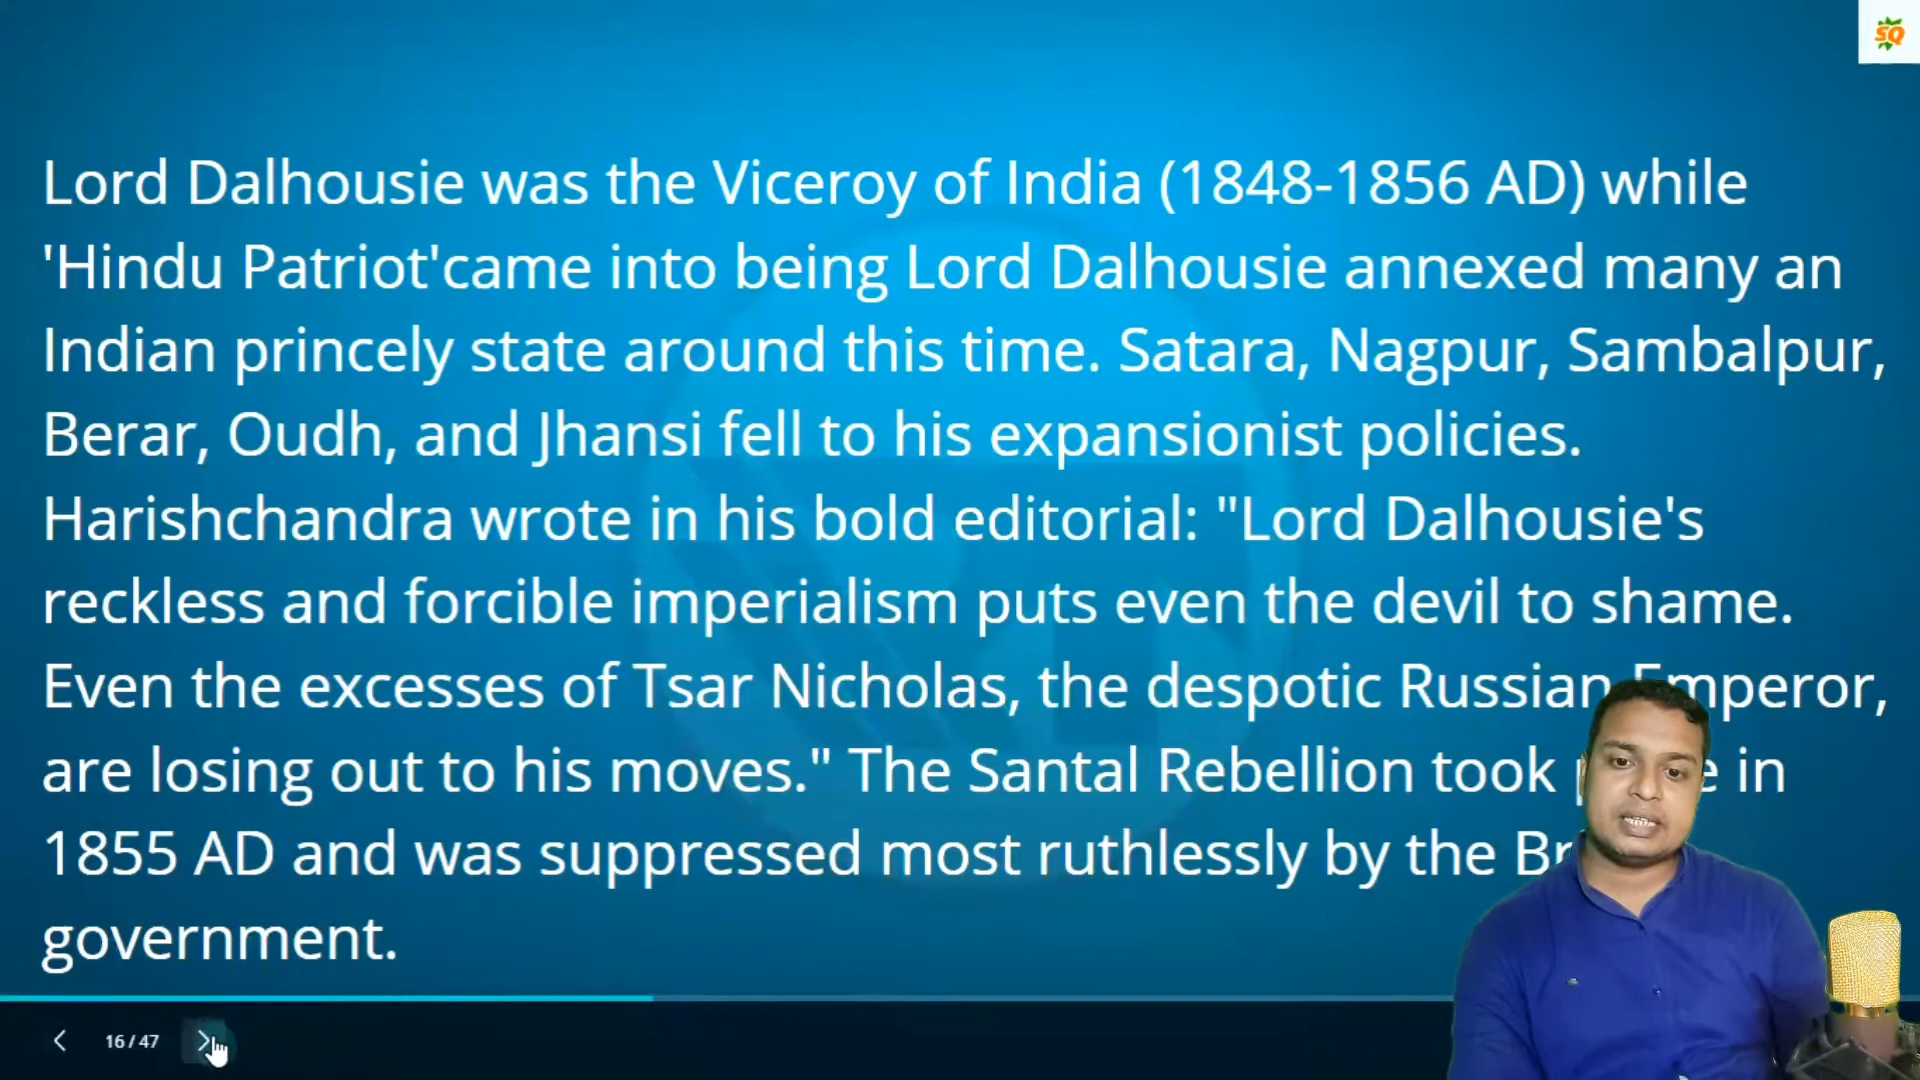 SQ
Lord Dalhousie was the Viceroy of India (1848-1856 AD) while
'Hindu Patriot'came into being Lord Dalhousie annexed many an
Indian princely state around this time. Satara, Nagpur, Sambalpur,
Berar, Oudh, and Jhansi fell to his expansionist policies.
Harishchandra wrote in his bold editorial: "Lord Dalhousie's
reckless and forcible imperialism puts even the devil to shame.
Even the excesses of Tsar Nicholas, the despotic Russian Emperor,
are losing out to his moves." The Santal Rebellion took in
1855 AD and was suppressed most ruthlessly by the
government.
16 / 47